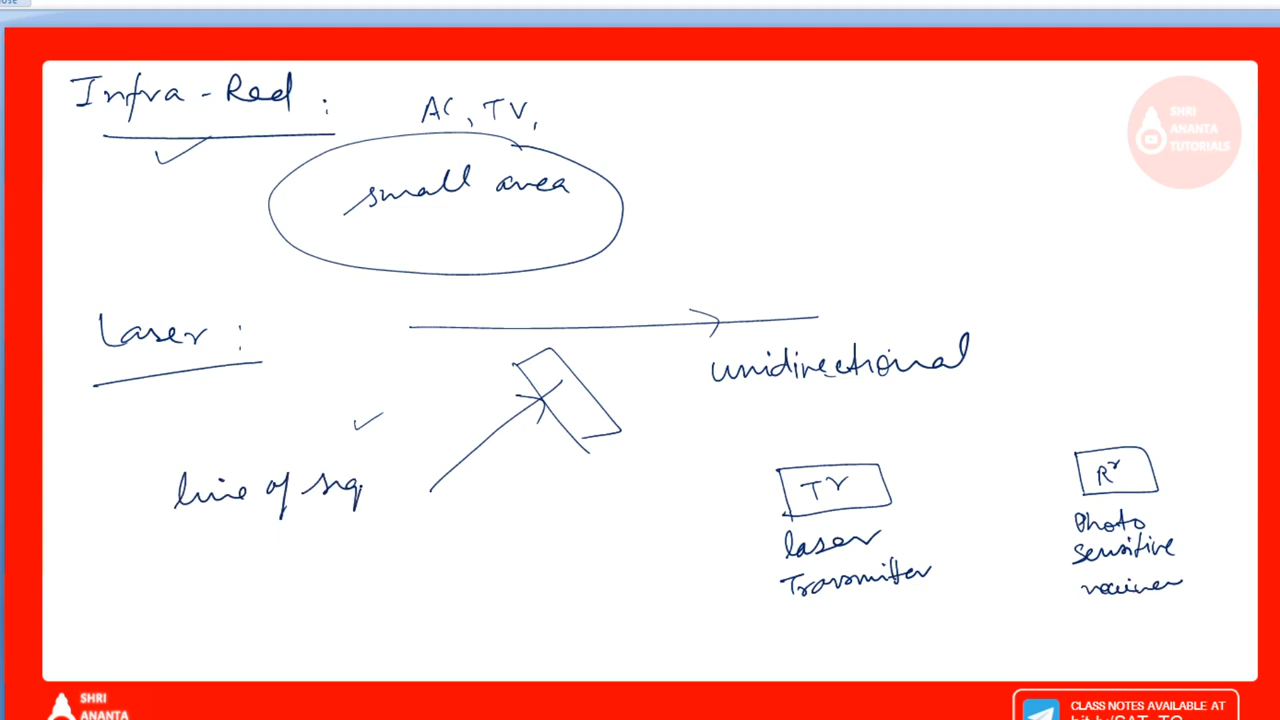 Infra-Red :
AC, TV,
small area
SHRI
ANANTA
TUTORIALS
Laser :
unidirectional
line of sig
Tr
laser
Transmitter
Rr
Photo
sensitive
receiver
SHRI
ANANTA
CLASS NOTES AVAILABLE AT